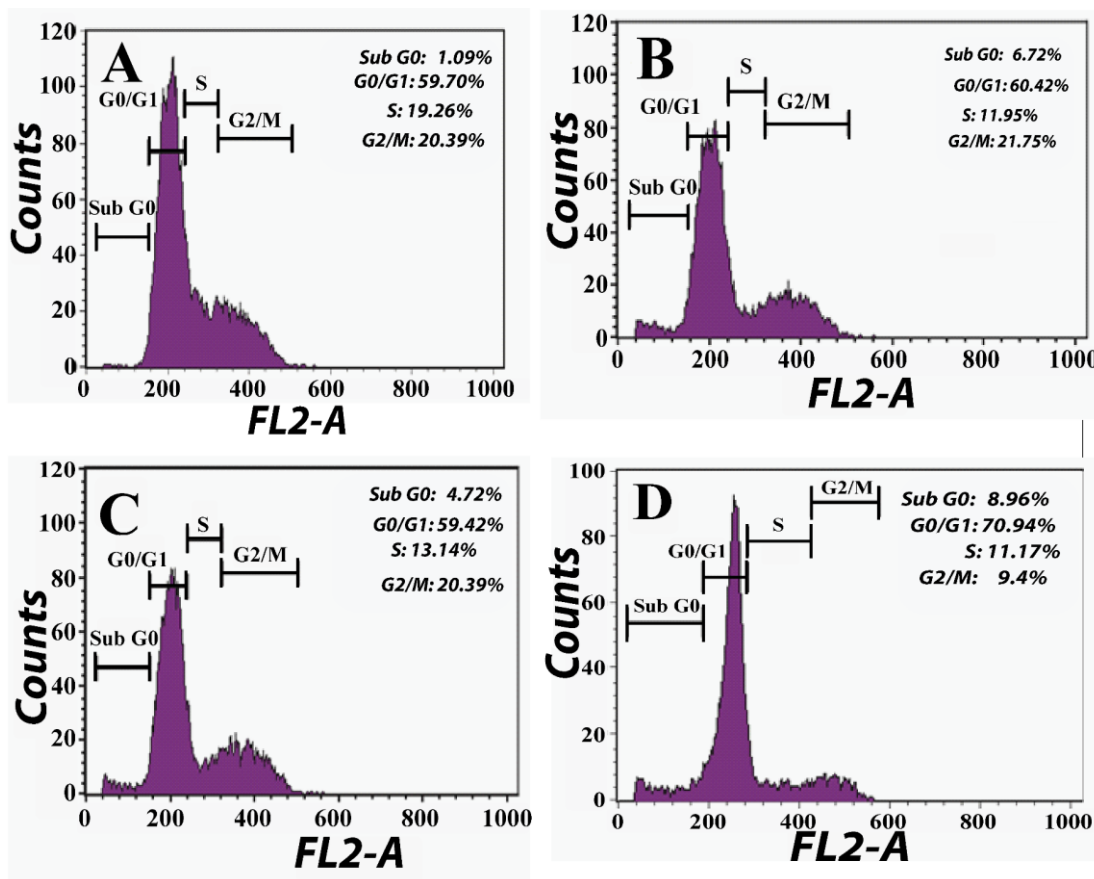 A
Sub G0: 1.09%
G0/G1: 59.70%
S: 19.26%
G2/M: 20.39%
S
G0/G1
G2/M
Sub G0
Counts
120
100
80
60
40
20
0
0 200 400 600 800 1000
FL2-A
B
Sub G0: 6.72%
G0/G1: 60.42%
S: 11.95%
G2/M: 21.75%
S
G2/M
G0/G1
Sub G0
Counts
120
100
80
60
40
20
0
0 200 400 600 800 1000
FL2-A
C
Sub G0: 4.72%
G0/G1: 59.42%
S: 13.14%
G2/M: 20.39%
S
G0/G1
G2/M
Sub G0
Counts
120
100
80
60
40
20
0
0 200 400 600 800 1000
FL2-A
D
G2/M
Sub G0: 8.96%
G0/G1: 70.94%
S: 11.17%
G2/M: 9.4%
S
G0/G1
Sub G0
Counts
100
80
60
40
20
0
0 200 400 600 800 1000
FL2-A